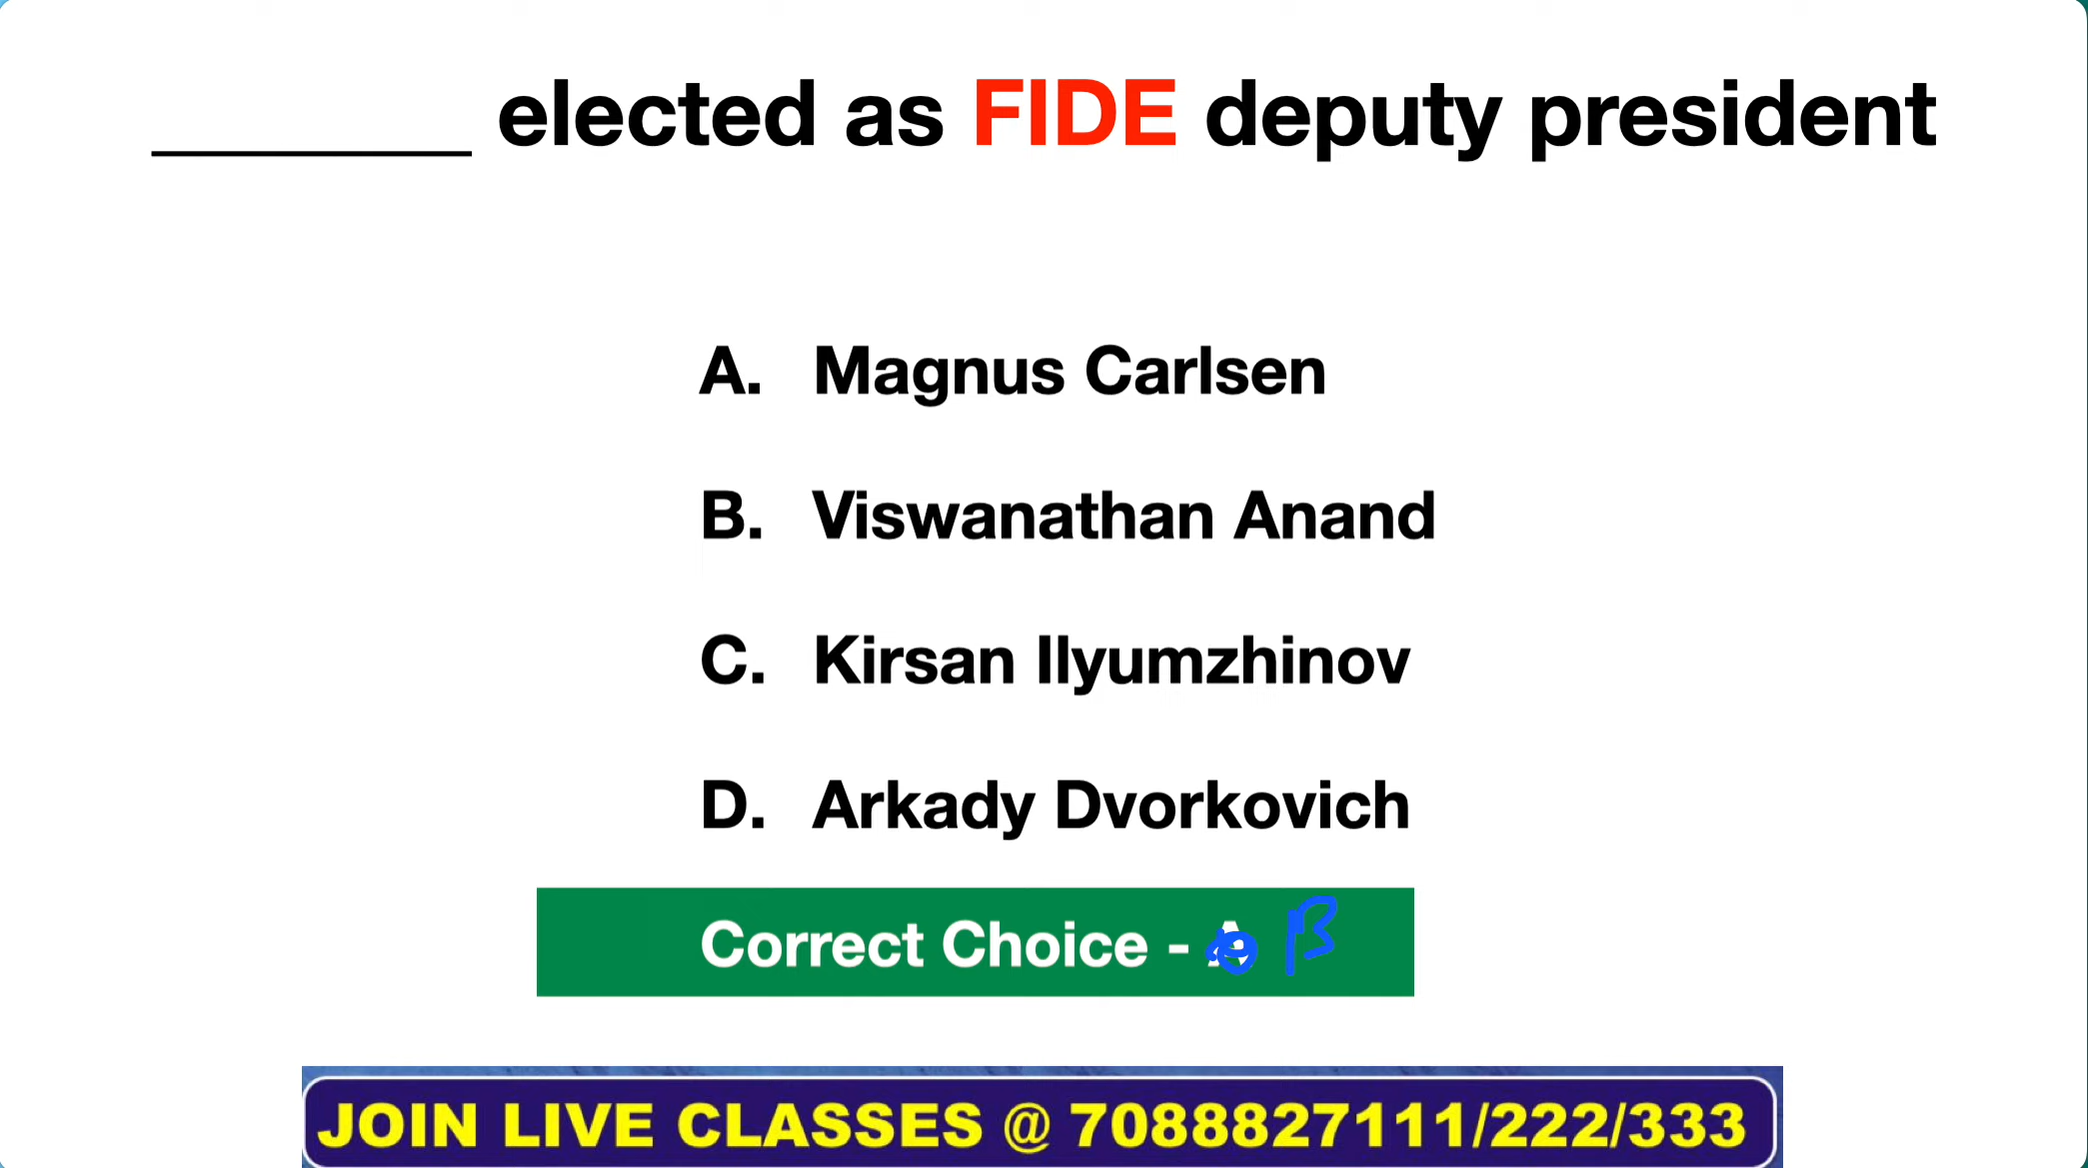 ________ elected as FIDE deputy president
A. Magnus Carlsen
B. Viswanathan Anand
C. Kirsan Ilyumzhinov
D. Arkady Dvorkovich
Correct Choice - A B
JOIN LIVE CLASSES @ 7088827111/222/333